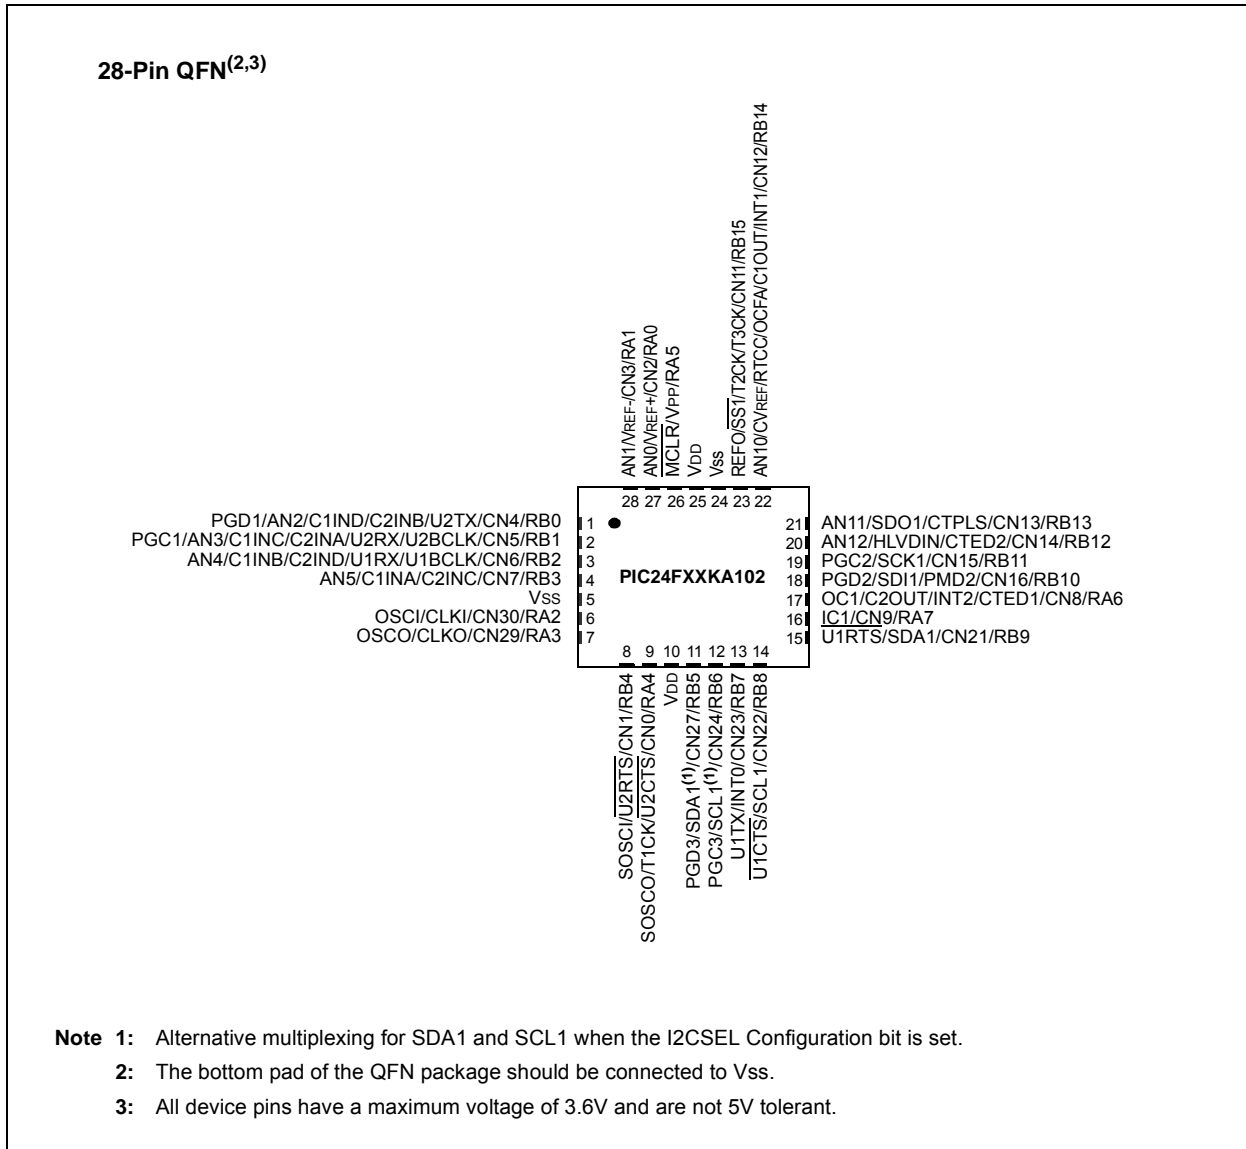 28-Pin QFN(2,3)
AN1/VREF-/CN3/RA1
AN0/VREF+/CN2/RA0
MCLR/VPP/RA5
VDD
Vss
REFO/SS1/T2CK/T3CK/CN11/RB15
AN10/CVREF/RTCC/OCFA/C1OUT/INT1/CN12/RB14
28 27 26 25 24 23 22
PGD1/AN2/C1IND/C2INB/U2TX/CN4/RB0 1
PGC1/AN3/C1INC/C2INA/U2RX/U2BCLK/CN5/RB1 2
AN4/C1INB/C2IND/U1RX/U1BCLK/CN6/RB2 3
AN5/C1INA/C2INC/CN7/RB3 4
VSS 5
OSCI/CLKI/CN30/RA2 6
OSCO/CLKO/CN29/RA3 7
PIC24FXXKA102
21 AN11/SDO1/CTPLS/CN13/RB13
20 AN12/HLVDIN/CTED2/CN14/RB12
19 PGC2/SCK1/CN15/RB11
18 PGD2/SDI1/PMD2/CN16/RB10
17 OC1/C2OUT/INT2/CTED1/CN8/RA6
16 IC1/CN9/RA7
15 U1RTS/SDA1/CN21/RB9
8 9 10 11 12 13 14
SOSCI/U2RTS/CN1/RB4
SOSCO/T1CK/U2CTS/CN0/RA4
VDD
PGD3/SDA1(1)/CN27/RB5
PGC3/SCL1(1)/CN24/RB6
U1TX/INT0/CN23/RB7
U1CTS/SCL1/CN22/RB8
Note 1: Alternative multiplexing for SDA1 and SCL1 when the I2CSEL Configuration bit is set.
2: The bottom pad of the QFN package should be connected to Vss.
3: All device pins have a maximum voltage of 3.6V and are not 5V tolerant.